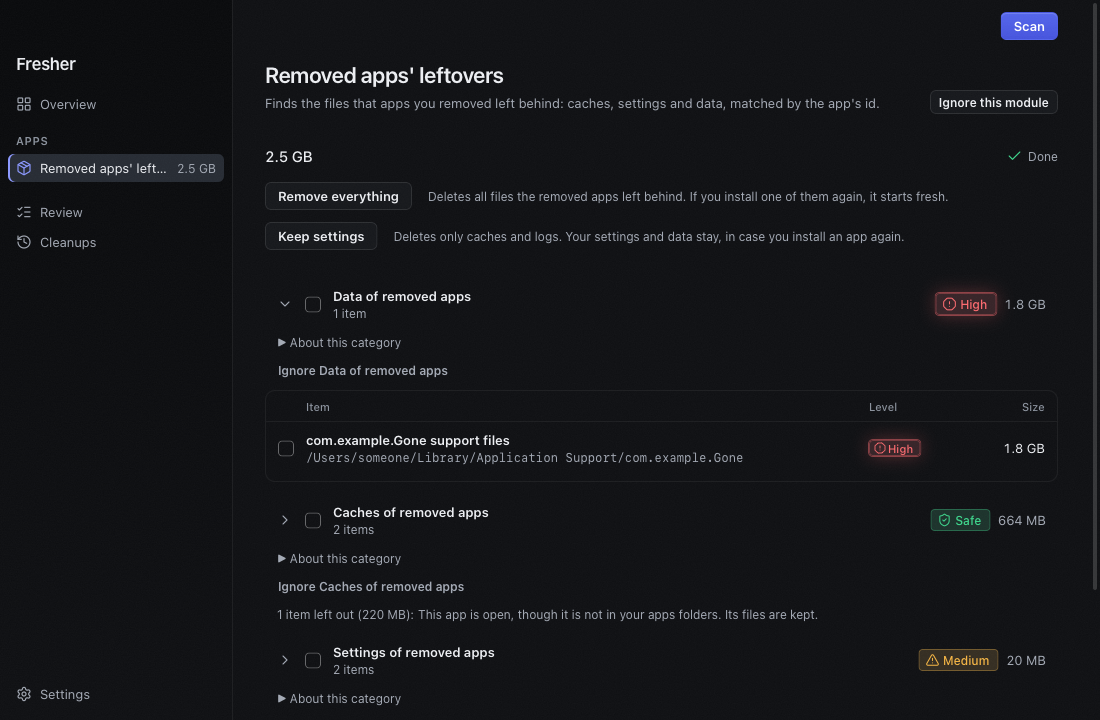 Scan
Fresher
Overview
APPS
Removed apps' left... 2.5 GB
Review
Cleanups
Settings
Removed apps' leftovers
Finds the files that apps you removed left behind: caches, settings and data, matched by the app's id.
Ignore this module
2.5 GB
Done
Remove everything
Deletes all files the removed apps left behind. If you install one of them again, it starts fresh.
Keep settings
Deletes only caches and logs. Your settings and data stay, in case you install an app again.
Data of removed apps
1 item
High 1.8 GB
About this category
Ignore Data of removed apps
Item Level Size
com.example.Gone support files
/Users/someone/Library/Application Support/com.example.Gone
High 1.8 GB
Caches of removed apps
2 items
Safe 664 MB
About this category
Ignore Caches of removed apps
1 item left out (220 MB): This app is open, though it is not in your apps folders. Its files are kept.
Settings of removed apps
2 items
Medium 20 MB
About this category